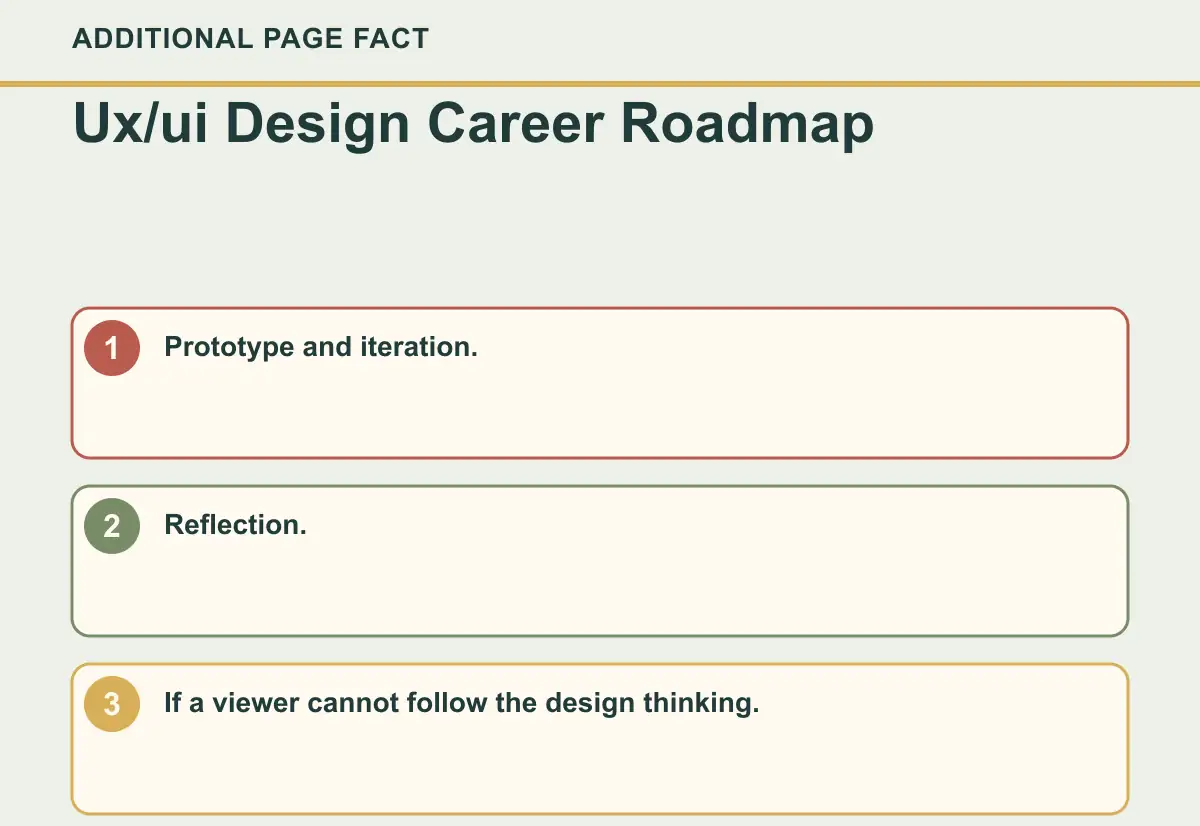 ADDITIONAL PAGE FACT
Ux/ui Design Career Roadmap
1 Prototype and iteration.
2 Reflection.
3 If a viewer cannot follow the design thinking.